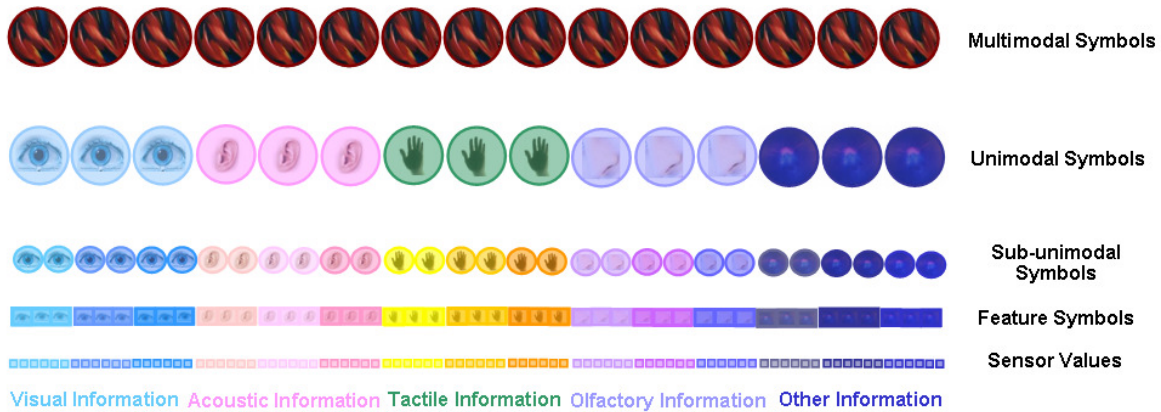 Multimodal Symbols
Unimodal Symbols
Sub-unimodal
Symbols
Feature Symbols
Sensor Values
Visual Information Acoustic Information Tactile Information Olfactory Information Other Information